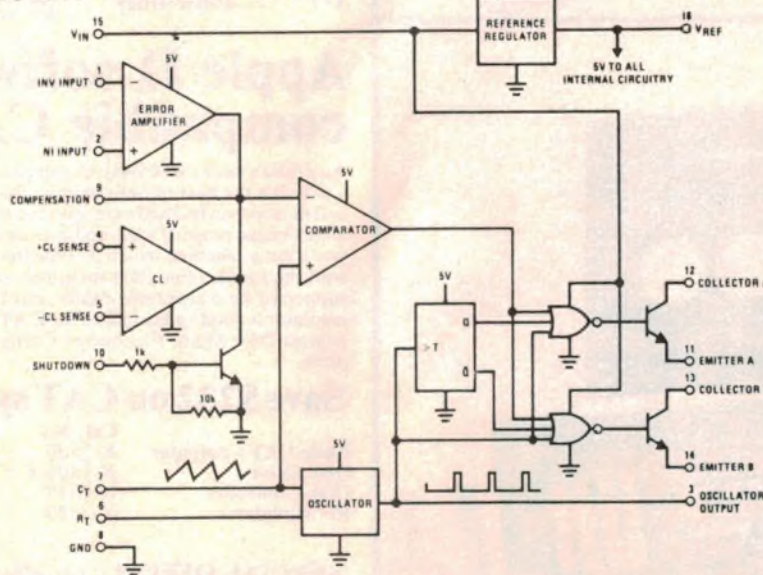 15
VIN
REFERENCE
REGULATOR
16
VREF
5V TO ALL
INTERNAL CIRCUITRY
5V
INV INPUT
1
ERROR
AMPLIFIER
NI INPUT
2
9
COMPENSATION
5V
COMPARATOR
4
+CL SENSE
5V
CL
-CL SENSE
10
SHUTDOWN
1k
10k
5V
T
Q
Q̅
12
COLLECTOR
11
EMITTER A
13
COLLECTOR
14
EMITTER B
5V
OSCILLATOR
7
CT
6
RT
8
GND
3
OSCILLATOR
OUTPUT